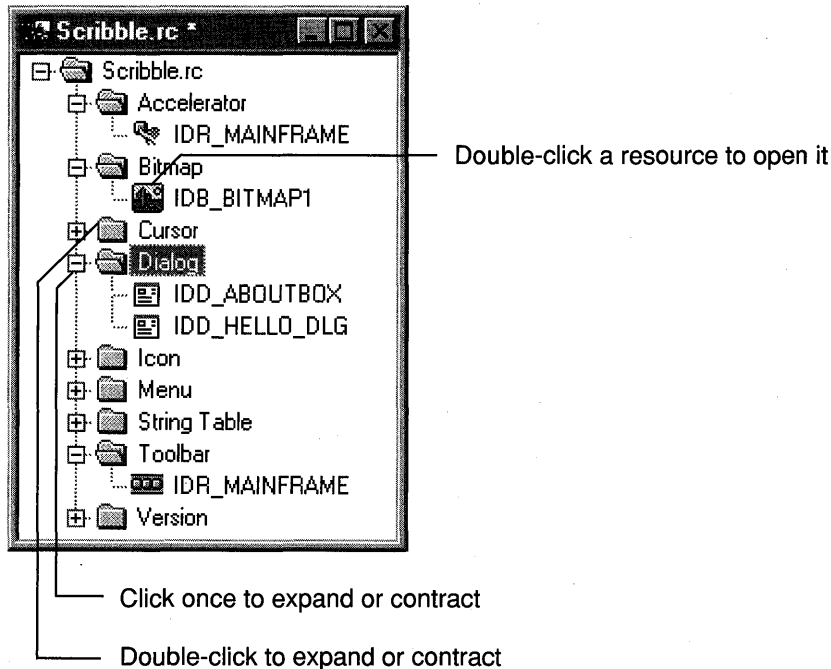 Scribble.rc *
Scribble.rc
Accelerator
IDR_MAINFRAME
Bitmap
Double-click a resource to open it
IDB_BITMAP1
Cursor
Dialog
IDD_ABOUTBOX
IDD_HELLO_DLG
Icon
Menu
String Table
Toolbar
IDR_MAINFRAME
Version
Click once to expand or contract
Double-click to expand or contract